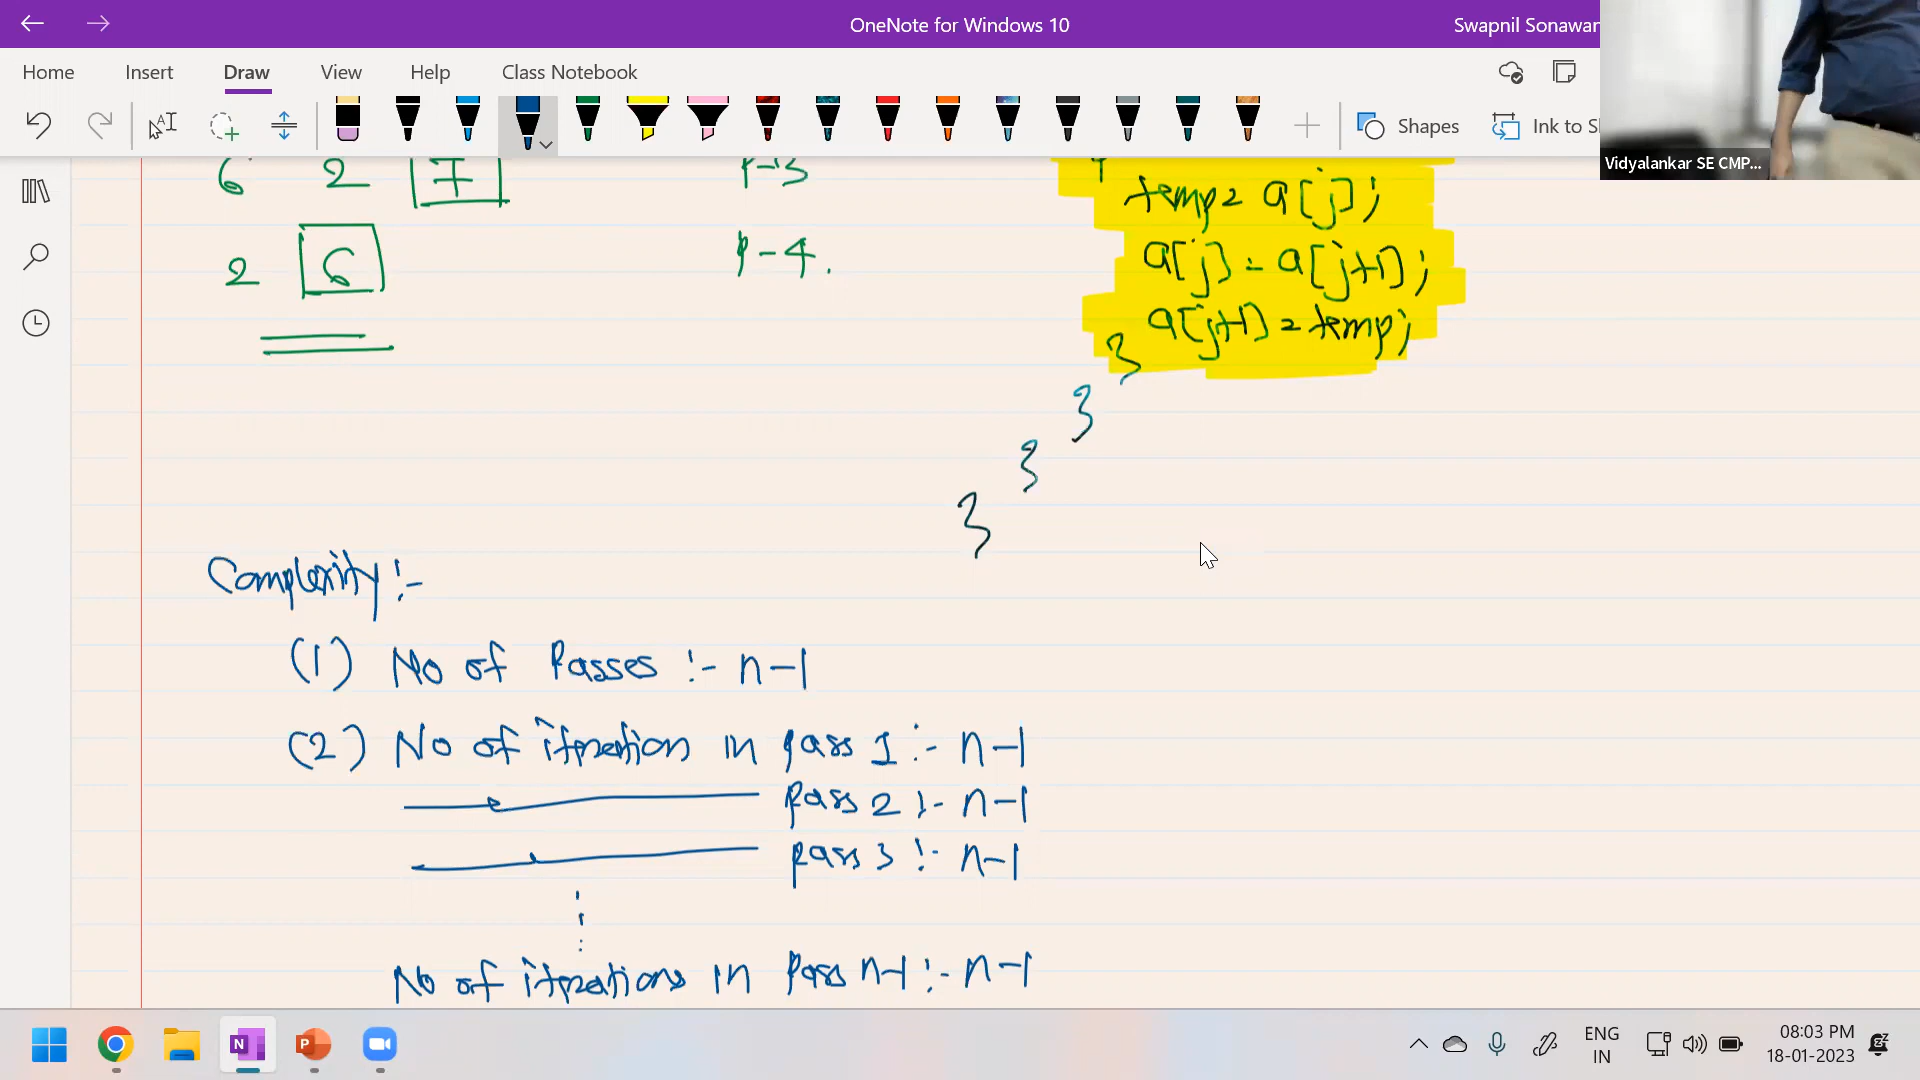 OneNote for Windows 10
Swapnil Sonawan
Home Insert Draw View Help Class Notebook
Shapes
Ink to S
Vidyalankar SE CMP...
6 2 7 P-3
2 6 P-4.
temp= a[j];
a[j] = a[j+1];
a[j+1] = temp;
}
}
}
}
Complexity :-
(1) No of Passes :- n-1
(2) No of iteration in pass 1 :- n-1
pass 2 :- n-1
pass 3 :- n-1
No of iterations in Pass n-1 :- n-1
ENG
IN
08:03 PM
18-01-2023